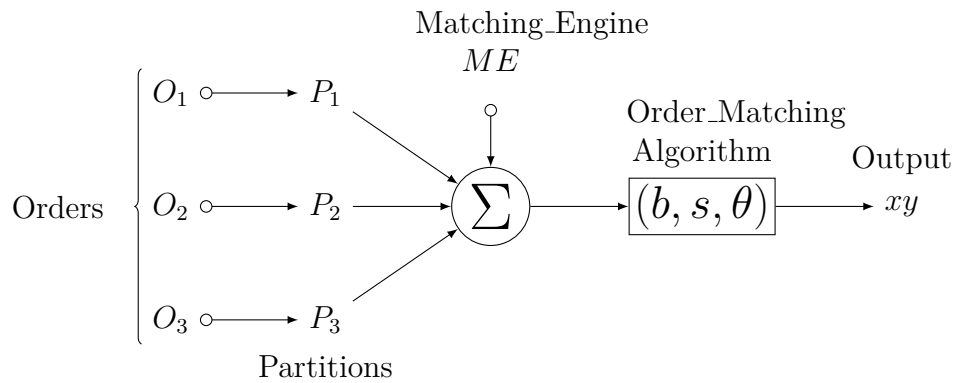 Matching_Engine
ME
O₁ P₁
Order_Matching
Algorithm
Output
Orders O₂ P₂ ∑ (b, s, θ) xy
O₃ P₃
Partitions